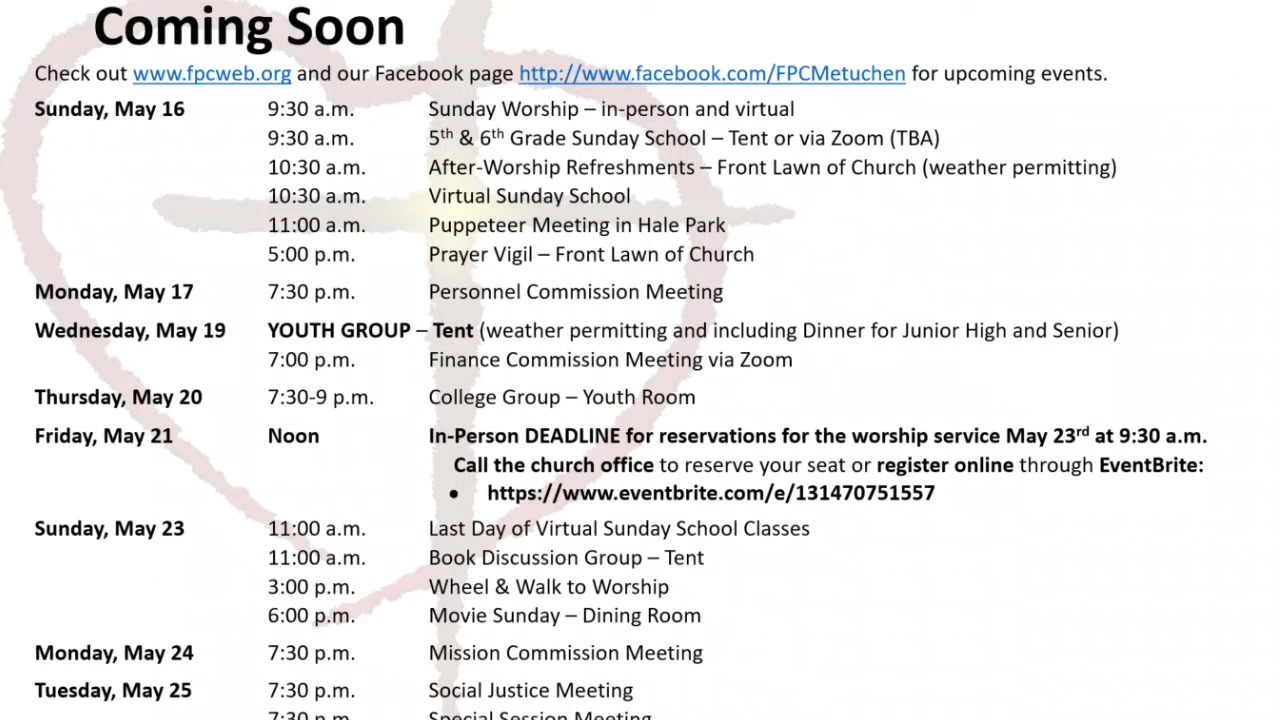 Coming Soon
Check out www.fpcweb.org and our Facebook page http://www.facebook.com/FPCMetuchen for upcoming events.
Sunday, May 16 9:30 a.m. Sunday Worship – in-person and virtual
9:30 a.m. 5th & 6th Grade Sunday School – Tent or via Zoom (TBA)
10:30 a.m. After-Worship Refreshments – Front Lawn of Church (weather permitting)
10:30 a.m. Virtual Sunday School
11:00 a.m. Puppeteer Meeting in Hale Park
5:00 p.m. Prayer Vigil – Front Lawn of Church
Monday, May 17 7:30 p.m. Personnel Commission Meeting
Wednesday, May 19 YOUTH GROUP – Tent (weather permitting and including Dinner for Junior High and Senior)
7:00 p.m. Finance Commission Meeting via Zoom
Thursday, May 20 7:30-9 p.m. College Group – Youth Room
Friday, May 21 Noon In-Person DEADLINE for reservations for the worship service May 23rd at 9:30 a.m.
Call the church office to reserve your seat or register online through EventBrite:
• https://www.eventbrite.com/e/131470751557
Sunday, May 23 11:00 a.m. Last Day of Virtual Sunday School Classes
11:00 a.m. Book Discussion Group – Tent
3:00 p.m. Wheel & Walk to Worship
6:00 p.m. Movie Sunday – Dining Room
Monday, May 24 7:30 p.m. Mission Commission Meeting
Tuesday, May 25 7:30 p.m. Social Justice Meeting
7:30 p.m. Special Session Meeting